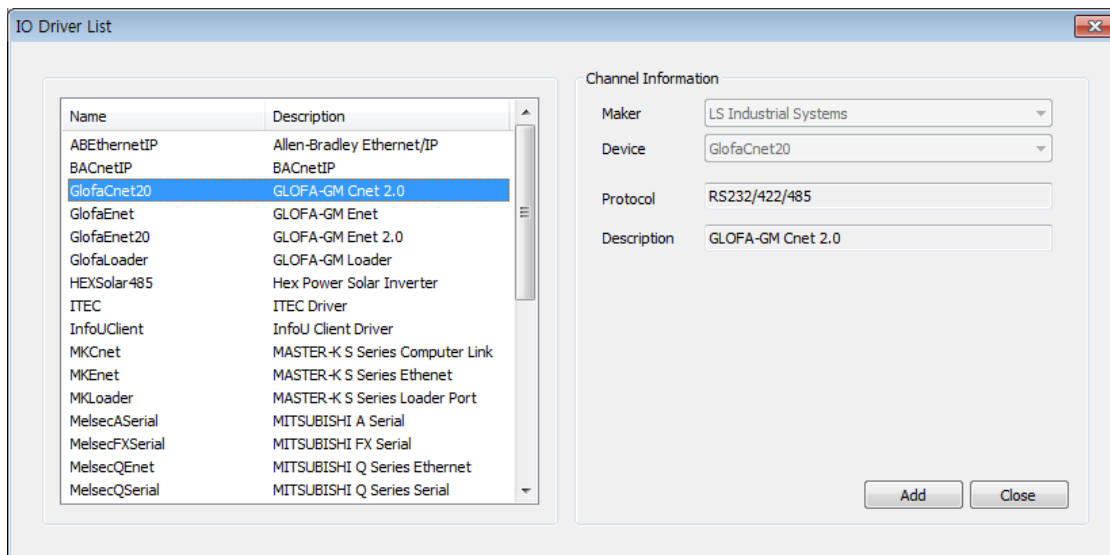 IO Driver List
Name Description
ABEthernetIP Allen-Bradley Ethernet/IP
BACnetIP BACnetIP
GlofaCnet20 GLOFA-GM Cnet 2.0
GlofaEnet GLOFA-GM Enet
GlofaEnet20 GLOFA-GM Enet 2.0
GlofaLoader GLOFA-GM Loader
HEXSolar485 Hex Power Solar Inverter
ITEC ITEC Driver
InfoUClient InfoU Client Driver
MKCnet MASTER-K S Series Computer Link
MKEnet MASTER-K S Series Ethenet
MKLoader MASTER-K S Series Loader Port
MelsecASerial MITSUBISHI A Serial
MelsecFXSerial MITSUBISHI FX Serial
MelsecQEnet MITSUBISHI Q Series Ethernet
MelsecQSerial MITSUBISHI Q Series Serial
Channel Information
Maker LS Industrial Systems
Device GlofaCnet20
Protocol RS232/422/485
Description GLOFA-GM Cnet 2.0
Add Close